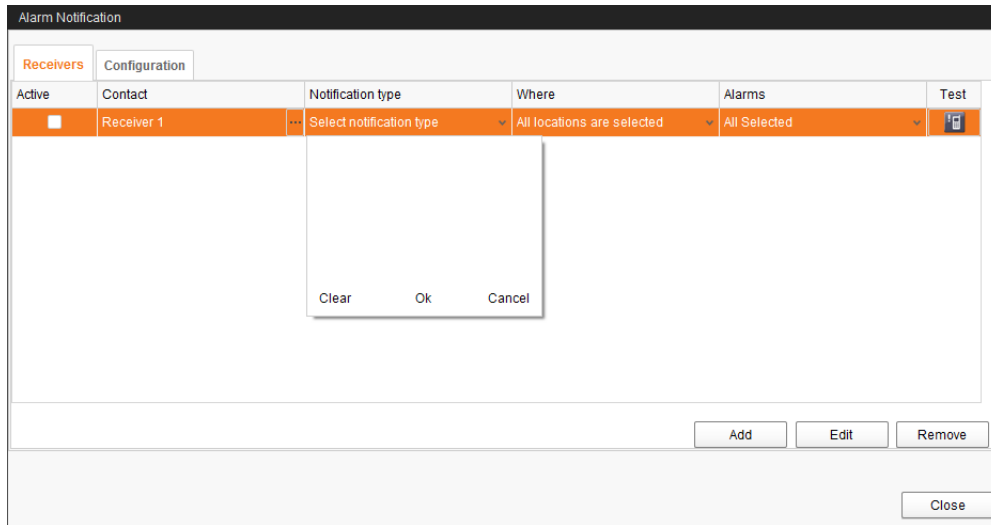 Alarm Notification
Receivers Configuration
Active Contact Notification type Where Alarms Test
Receiver 1 ... Select notification type All locations are selected All Selected
Clear Ok Cancel
Add Edit Remove
Close